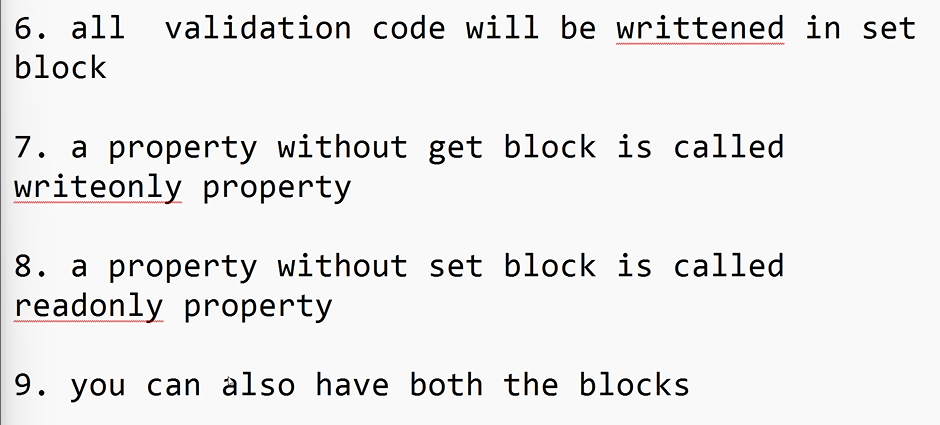 6. all  validation code will be writtened in set
block
7. a property without get block is called
writeonly property
8. a property without set block is called
readonly property
9. you can also have both the blocks